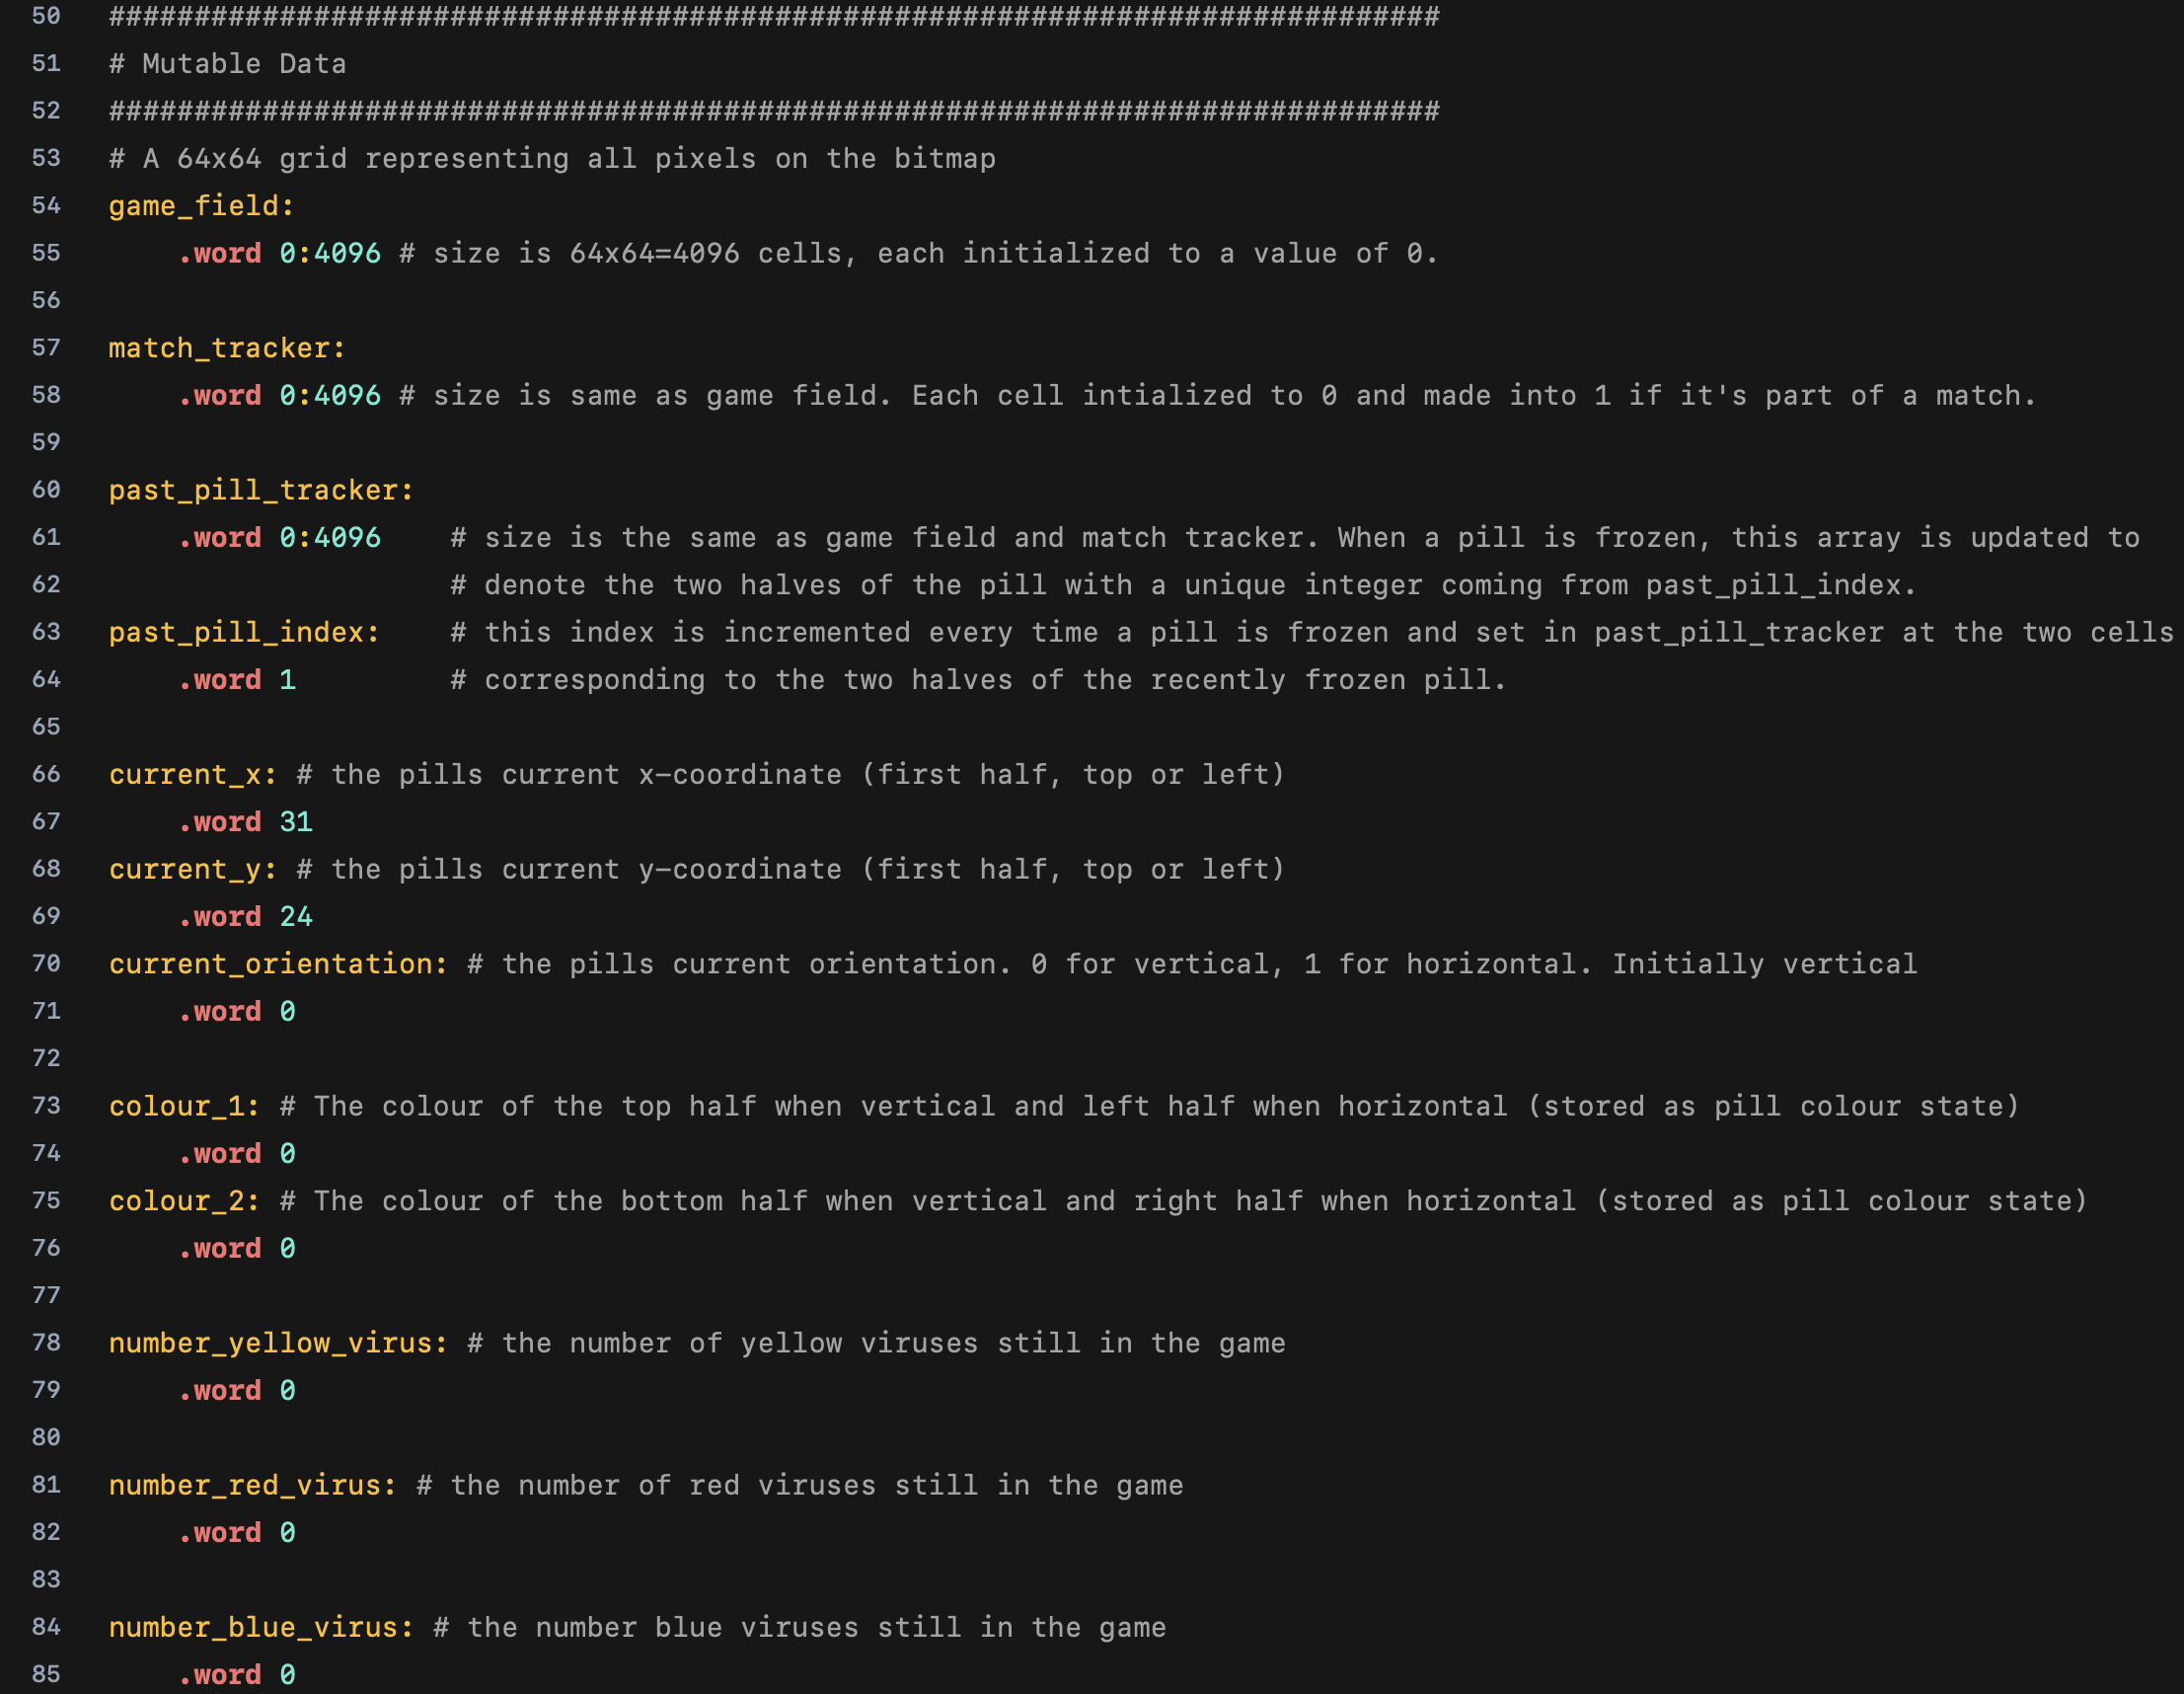 50 ##############################################################################
51 # Mutable Data
52 ##############################################################################
53 # A 64x64 grid representing all pixels on the bitmap
54 game_field:
55     .word 0:4096 # size is 64x64=4096 cells, each initialized to a value of 0.
56
57 match_tracker:
58     .word 0:4096 # size is same as game field. Each cell intialized to 0 and made into 1 if it's part of a match.
59
60 past_pill_tracker:
61     .word 0:4096    # size is the same as game field and match tracker. When a pill is frozen, this array is updated to
62                     # denote the two halves of the pill with a unique integer coming from past_pill_index.
63 past_pill_index:    # this index is incremented every time a pill is frozen and set in past_pill_tracker at the two cells
64     .word 1         # corresponding to the two halves of the recently frozen pill.
65
66 current_x: # the pills current x-coordinate (first half, top or left)
67     .word 31
68 current_y: # the pills current y-coordinate (first half, top or left)
69     .word 24
70 current_orientation: # the pills current orientation. 0 for vertical, 1 for horizontal. Initially vertical
71     .word 0
72
73 colour_1: # The colour of the top half when vertical and left half when horizontal (stored as pill colour state)
74     .word 0
75 colour_2: # The colour of the bottom half when vertical and right half when horizontal (stored as pill colour state)
76     .word 0
77
78 number_yellow_virus: # the number of yellow viruses still in the game
79     .word 0
80
81 number_red_virus: # the number of red viruses still in the game
82     .word 0
83
84 number_blue_virus: # the number blue viruses still in the game
85     .word 0